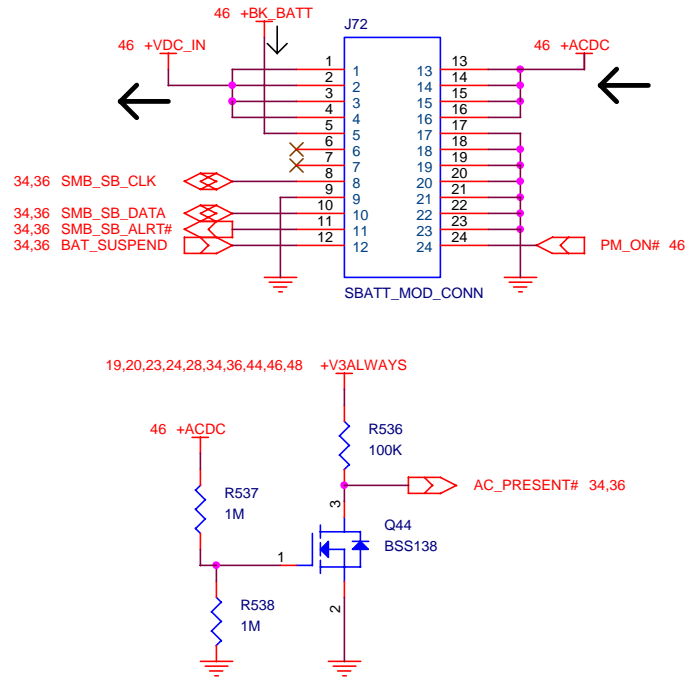 46 +BK_BATT
J72
46 +VDC_IN
46 +ACDC
1 1 13 13
2 2 14 14
3 3 15 15
4 4 16 16
5 5 17 17
6 6 18 18
7 7 19 19
34,36 SMB_SB_CLK 8 8 20 20
9 9 21 21
34,36 SMB_SB_DATA 10 10 22 22
34,36 SMB_SB_ALRT# 11 11 23 23
34,36 BAT_SUSPEND 12 12 24 24 PM_ON# 46
SBATT_MOD_CONN
19,20,23,24,28,34,36,44,46,48 +V3ALWAYS
46 +ACDC
R536
100K
R537
1M
AC_PRESENT# 34,36
3
Q44
BSS138
1
2
R538
1M